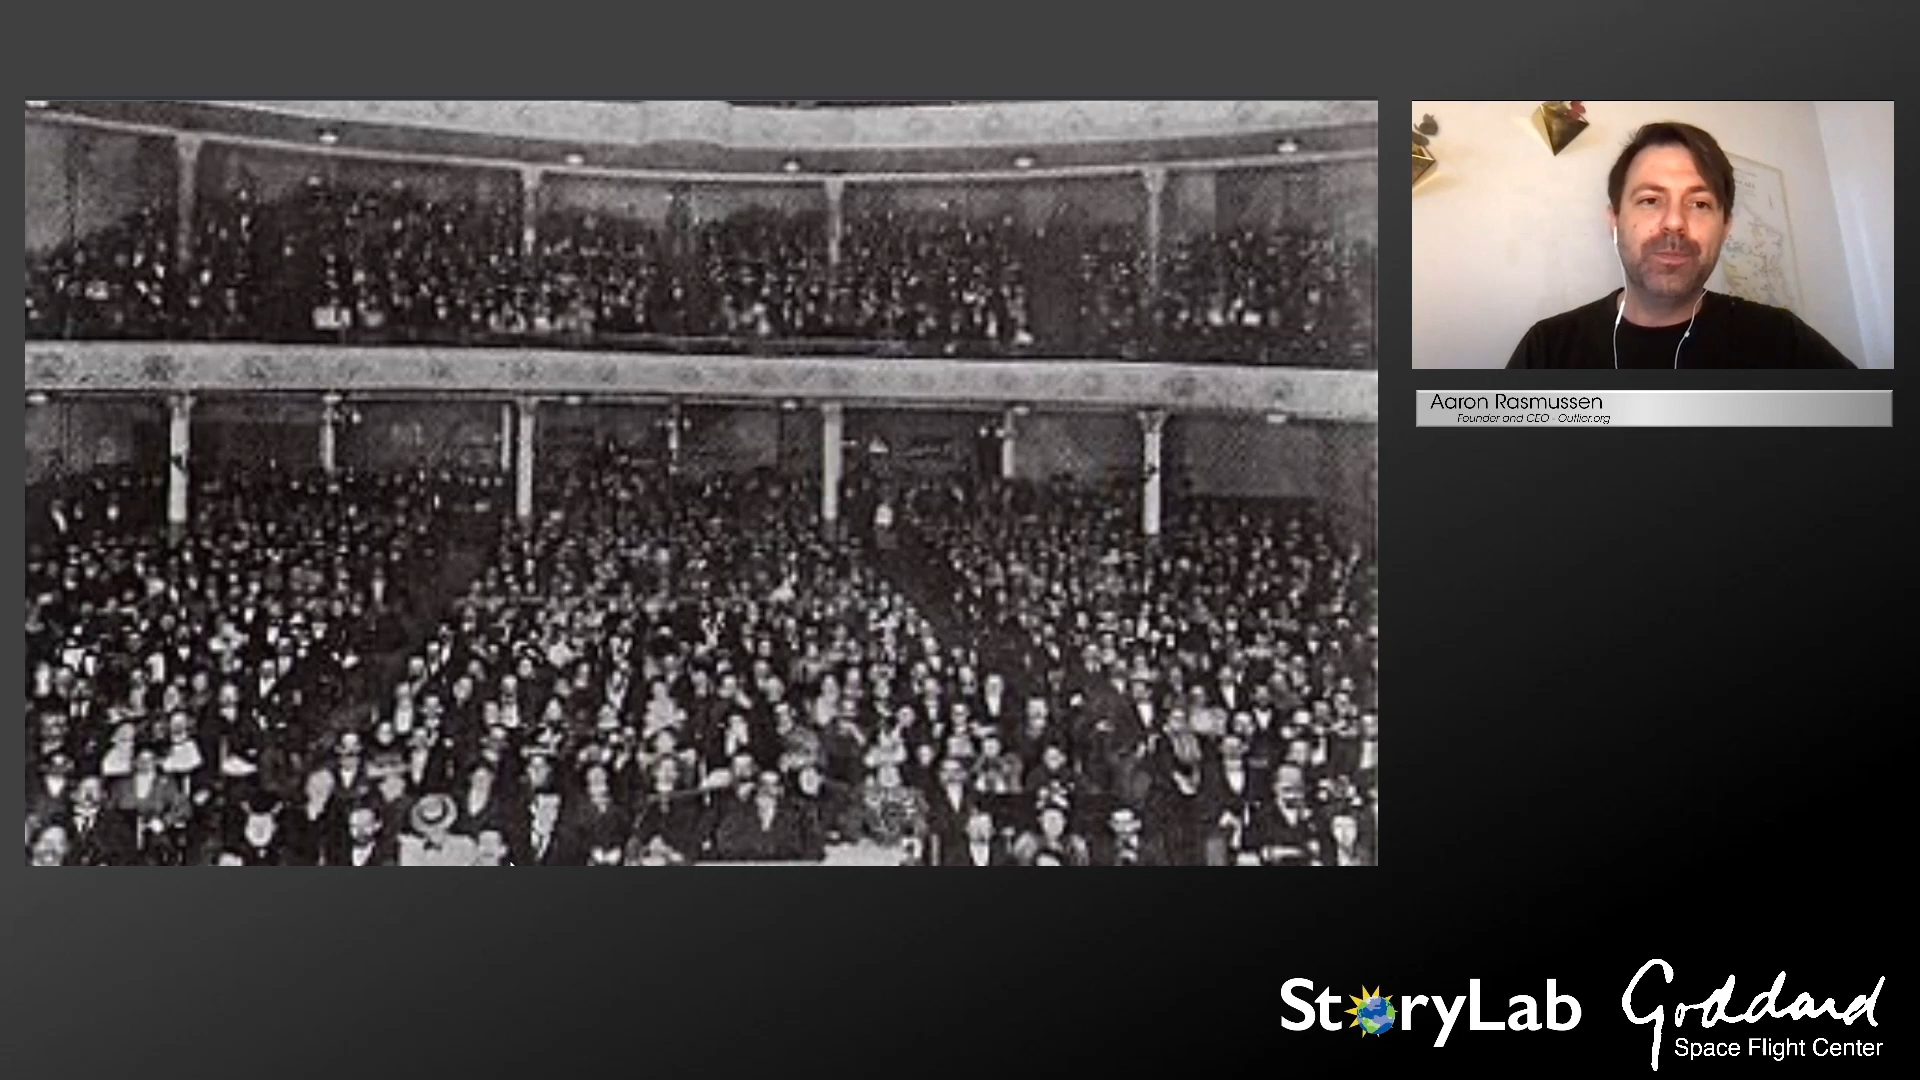 Aaron Rasmussen
Founder and CEO - Outlier.org
StoryLab
Goddard
Space Flight Center